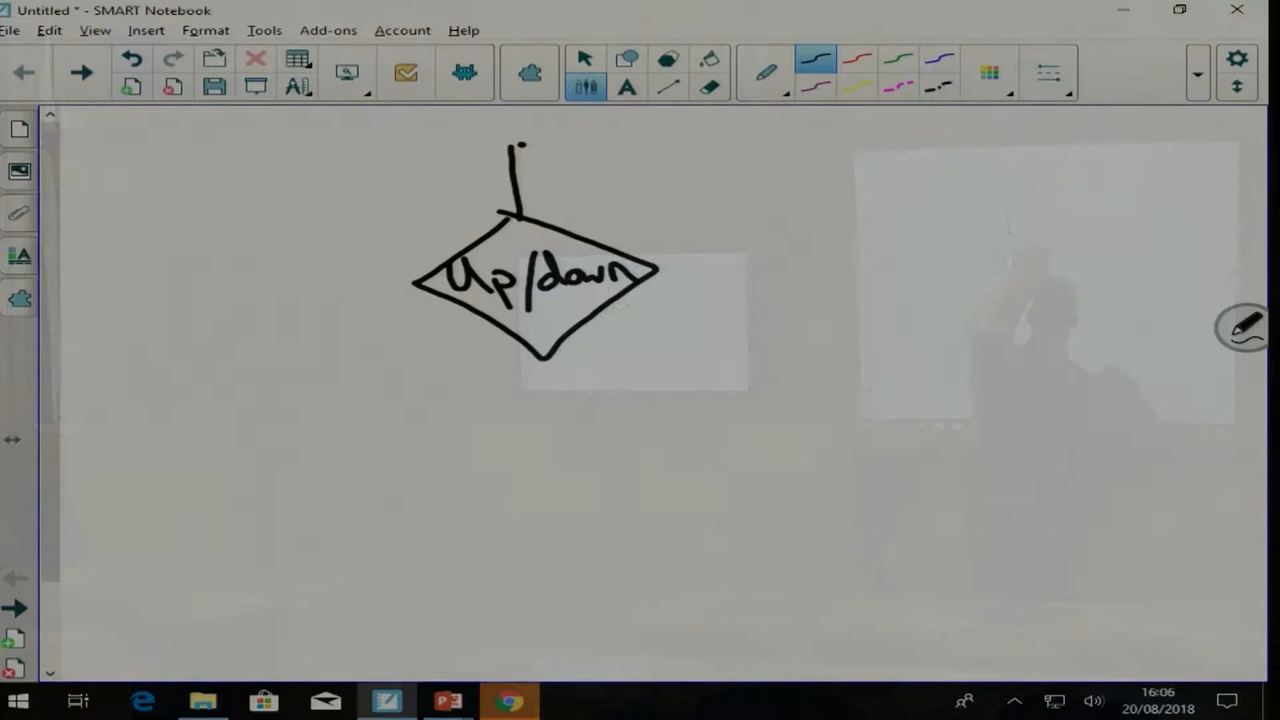 Untitled * - SMART Notebook
File Edit View Insert Format Tools Add-ons Account Help
Up/down
16:06
20/08/2018